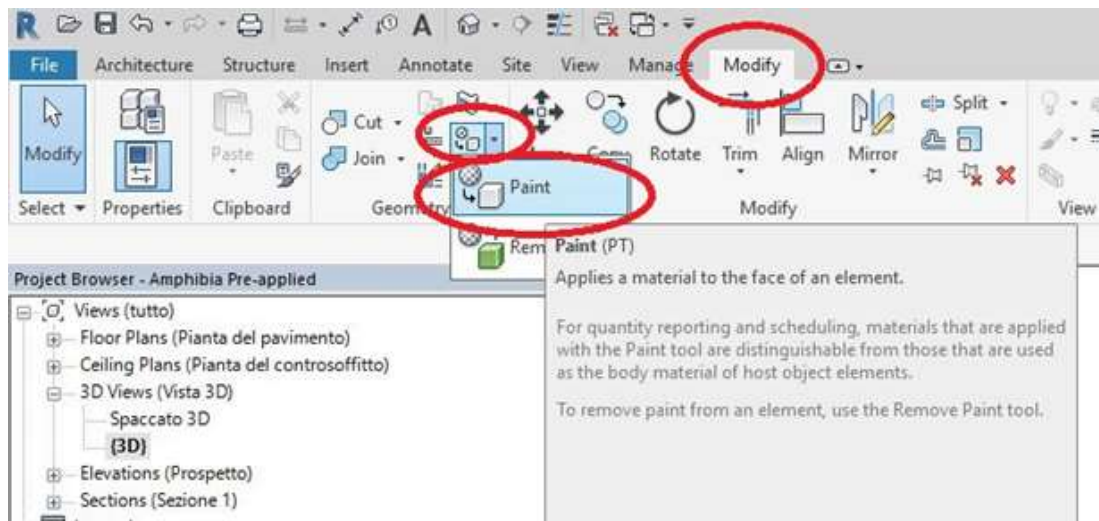 R A
File Architecture Structure Insert Annotate Site View Manage Modify
Modify Paste Cut Join Copy Rotate Trim Align Mirror Split
Paint
Select Properties Clipboard Geometry Modify View
Rem
Paint (PT)
Applies a material to the face of an element.
For quantity reporting and scheduling, materials that are applied
with the Paint tool are distinguishable from those that are used
as the body material of host object elements.
To remove paint from an element, use the Remove Paint tool.
Project Browser - Amphibia Pre-applied
Views (tutto)
Floor Plans (Pianta del pavimento)
Ceiling Plans (Pianta del controsoffitto)
3D Views (Vista 3D)
Spaccato 3D
{3D}
Elevations (Prospetto)
Sections (Sezione 1)